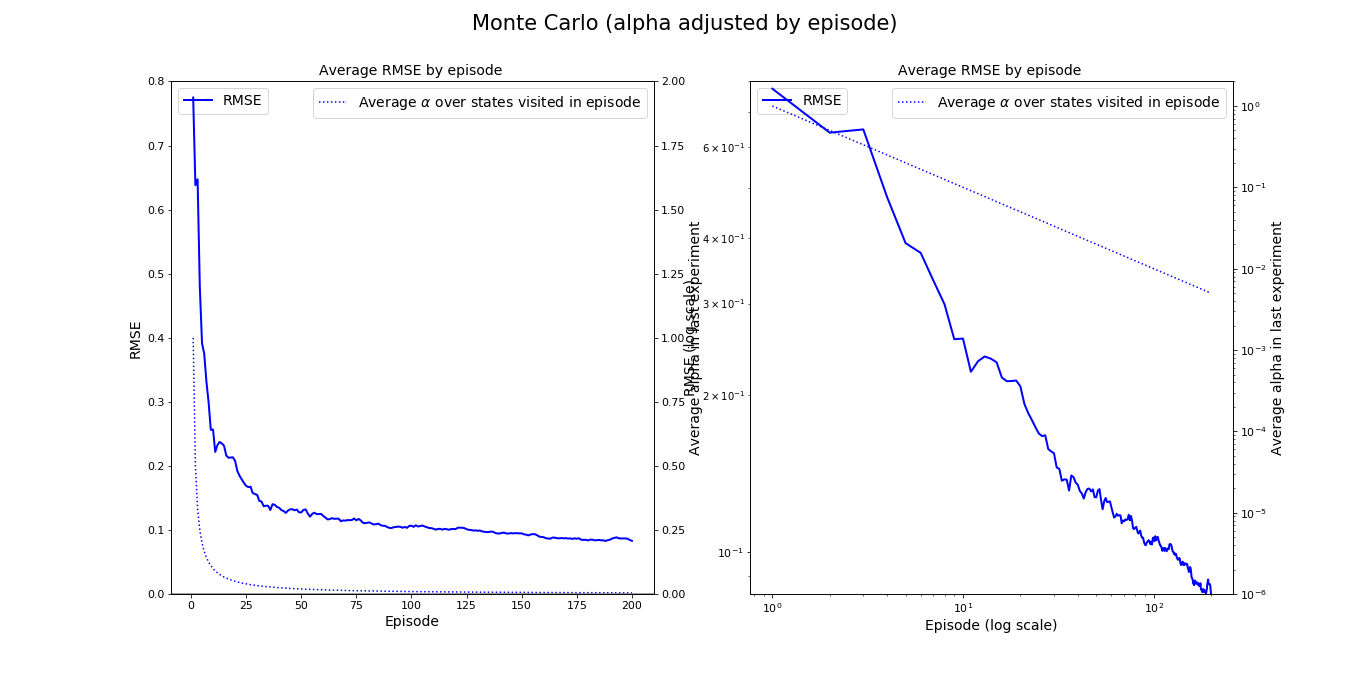 Monte Carlo (alpha adjusted by episode)
Average RMSE by episode
RMSE
Average α over states visited in episode
0.8
0.7
0.6
0.5
0.4
0.3
0.2
0.1
0.0
RMSE
2.00
1.75
1.50
1.25
1.00
0.75
0.50
0.25
0.00
Average alpha in last experiment
0 25 50 75 100 125 150 175 200
Episode
Average RMSE by episode
RMSE
Average α over states visited in episode
6 × 10⁻¹
4 × 10⁻¹
3 × 10⁻¹
2 × 10⁻¹
10⁻¹
RMSE (log scale)
10⁰
10⁻¹
10⁻²
10⁻³
10⁻⁴
10⁻⁵
10⁻⁶
Average alpha in last experiment
10⁰ 10¹ 10²
Episode (log scale)